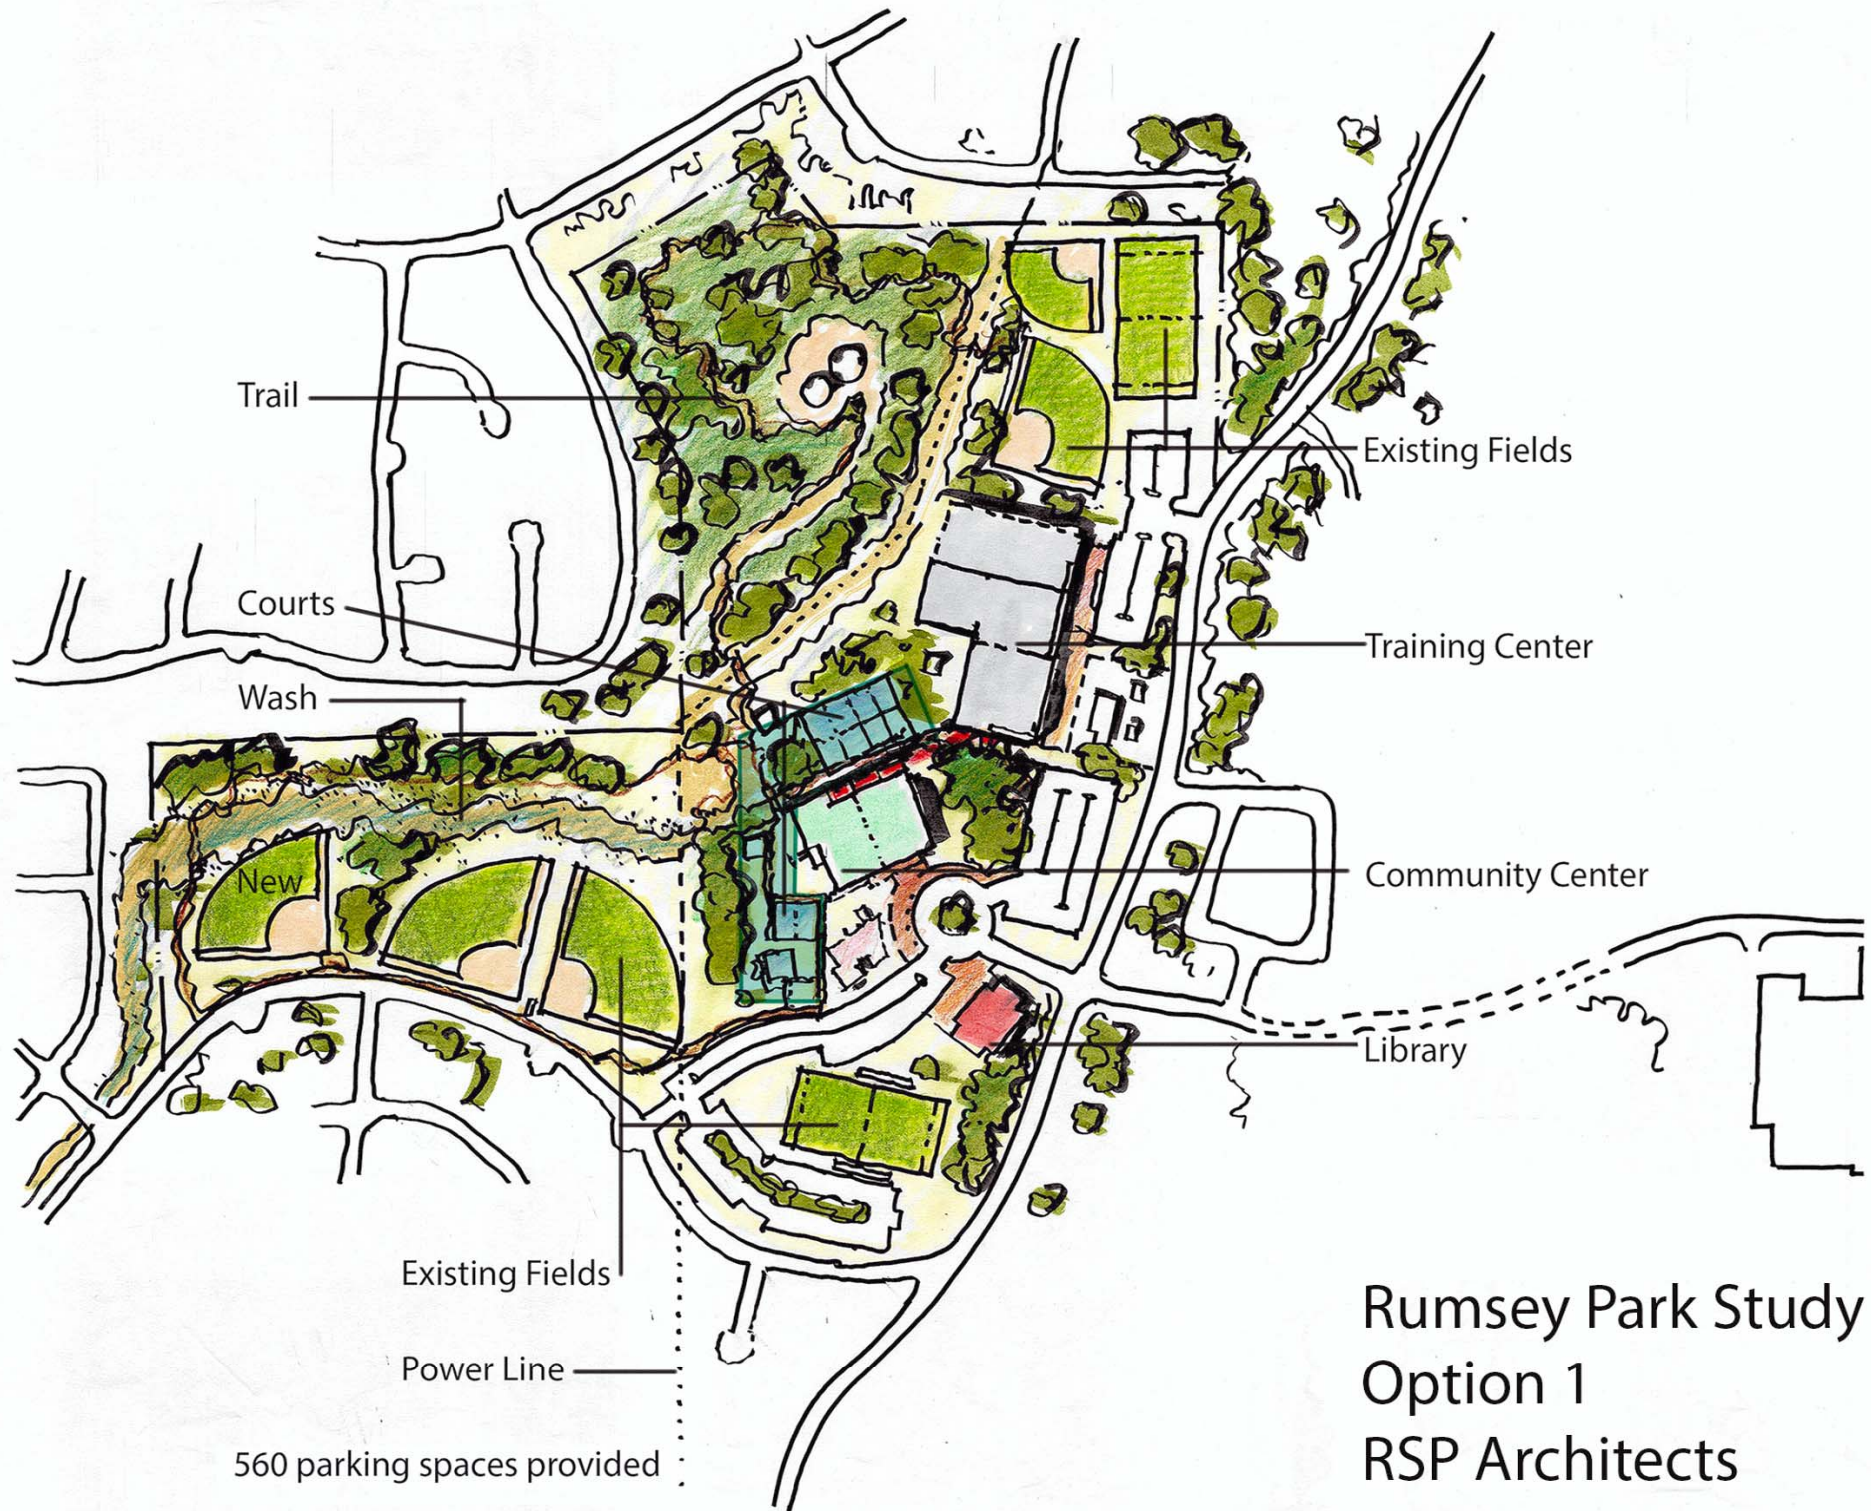 Trail
Existing Fields
Courts
Training Center
Wash
New
Community Center
Library
Existing Fields
Power Line
560 parking spaces provided
Rumsey Park Study
Option 1
RSP Architects